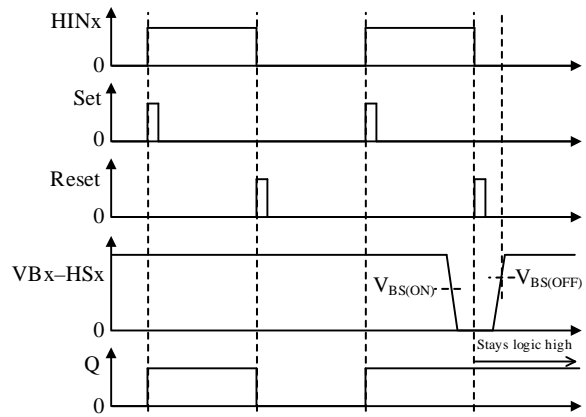 HINx
0
Set
0
Reset
0
VBx–HSx
V_BS(ON)
V_BS(OFF)
0
Stays logic high
Q
0